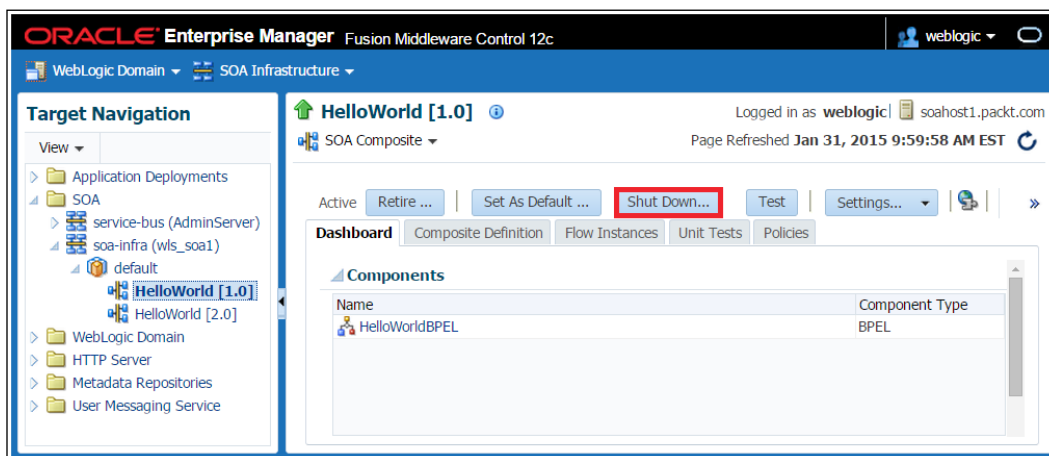 ORACLE Enterprise Manager Fusion Middleware Control 12c
weblogic
WebLogic Domain SOA Infrastructure
Target Navigation
View
Application Deployments
SOA
service-bus (AdminServer)
soa-infra (wls_soa1)
default
HelloWorld [1.0]
HelloWorld [2.0]
WebLogic Domain
HTTP Server
Metadata Repositories
User Messaging Service
HelloWorld [1.0]
Logged in as weblogic| soahost1.packt.com
SOA Composite
Page Refreshed Jan 31, 2015 9:59:58 AM EST
Active Retire ... Set As Default ... Shut Down... Test Settings... »
Dashboard Composite Definition Flow Instances Unit Tests Policies
Components
Name Component Type
HelloWorldBPEL BPEL